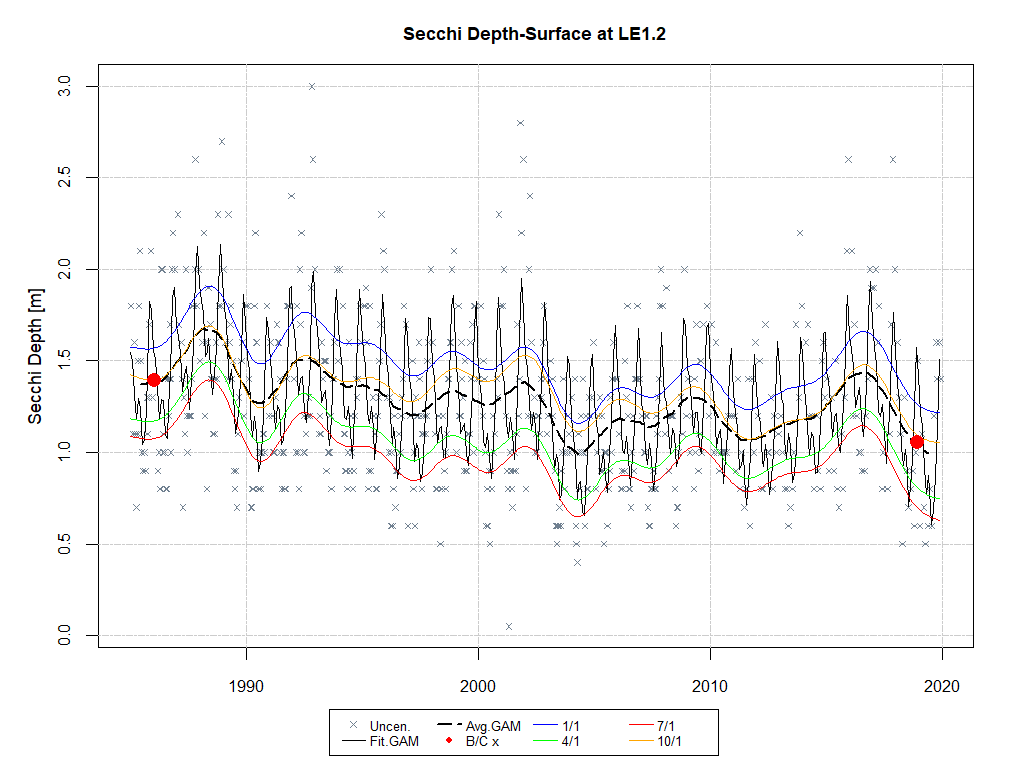 Secchi Depth-Surface at LE1.2
Secchi Depth [m]
3.0
2.5
2.0
1.5
1.0
0.5
0.0
1990 2000 2010 2020
Uncen. Avg.GAM 1/1 7/1
Fit.GAM B/C x 4/1 10/1